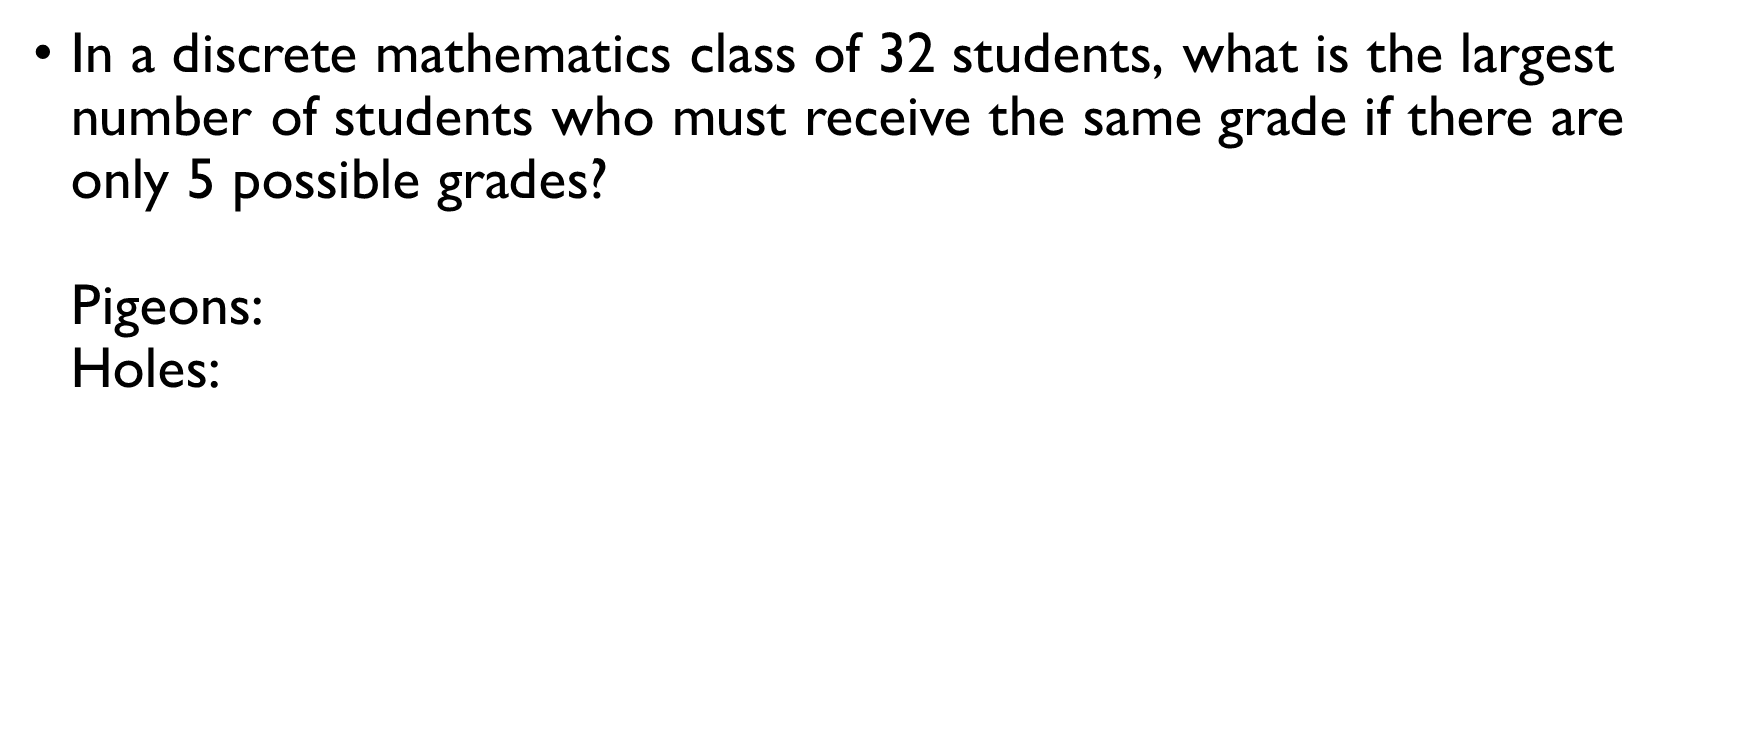 • In a discrete mathematics class of 32 students, what is the largest
number of students who must receive the same grade if there are
only 5 possible grades?
Pigeons:
Holes: